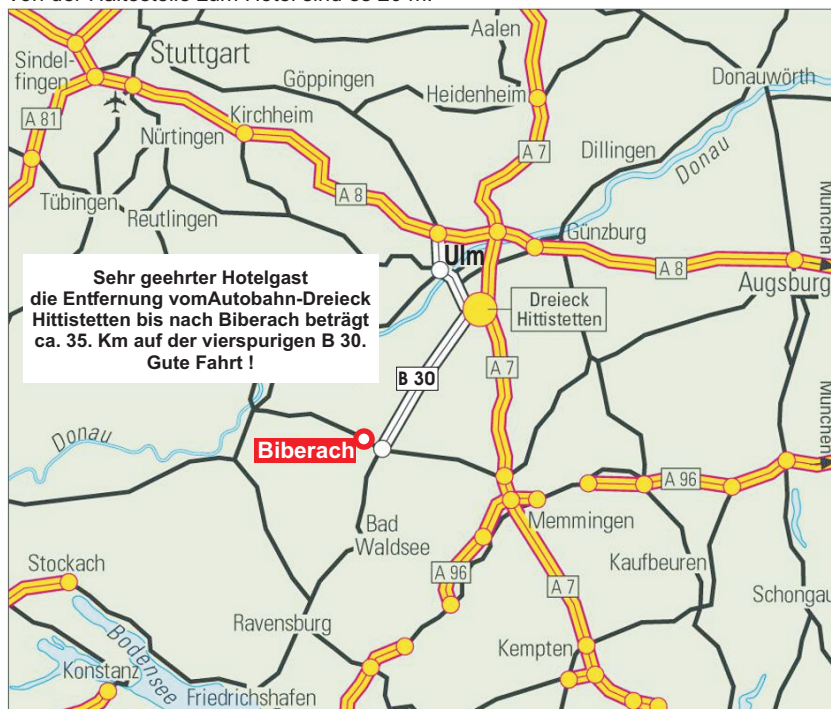 Aalen
Sindel-
fingen
Stuttgart
Göppingen
Heidenheim
Donauwörth
A 81
Kirchheim
Nürtingen
A 7
Dillingen
Donau
Tübingen
Reutlingen
A 8
München
Ulm
Günzburg
A 8
Augsburg
Sehr geehrter Hotelgast
die Entfernung vomAutobahn-Dreieck
Hittistetten bis nach Biberach beträgt
ca. 35. Km auf der vierspurigen B 30.
Gute Fahrt !
Dreieck
Hittistetten
B 30
A 7
München
Donau
Biberach
A 96
Bad
Waldsee
Memmingen
Stockach
A 96
A 7
Kaufbeuren
Schongau
Ravensburg
Kempten
Bodensee
Konstanz
Friedrichshafen